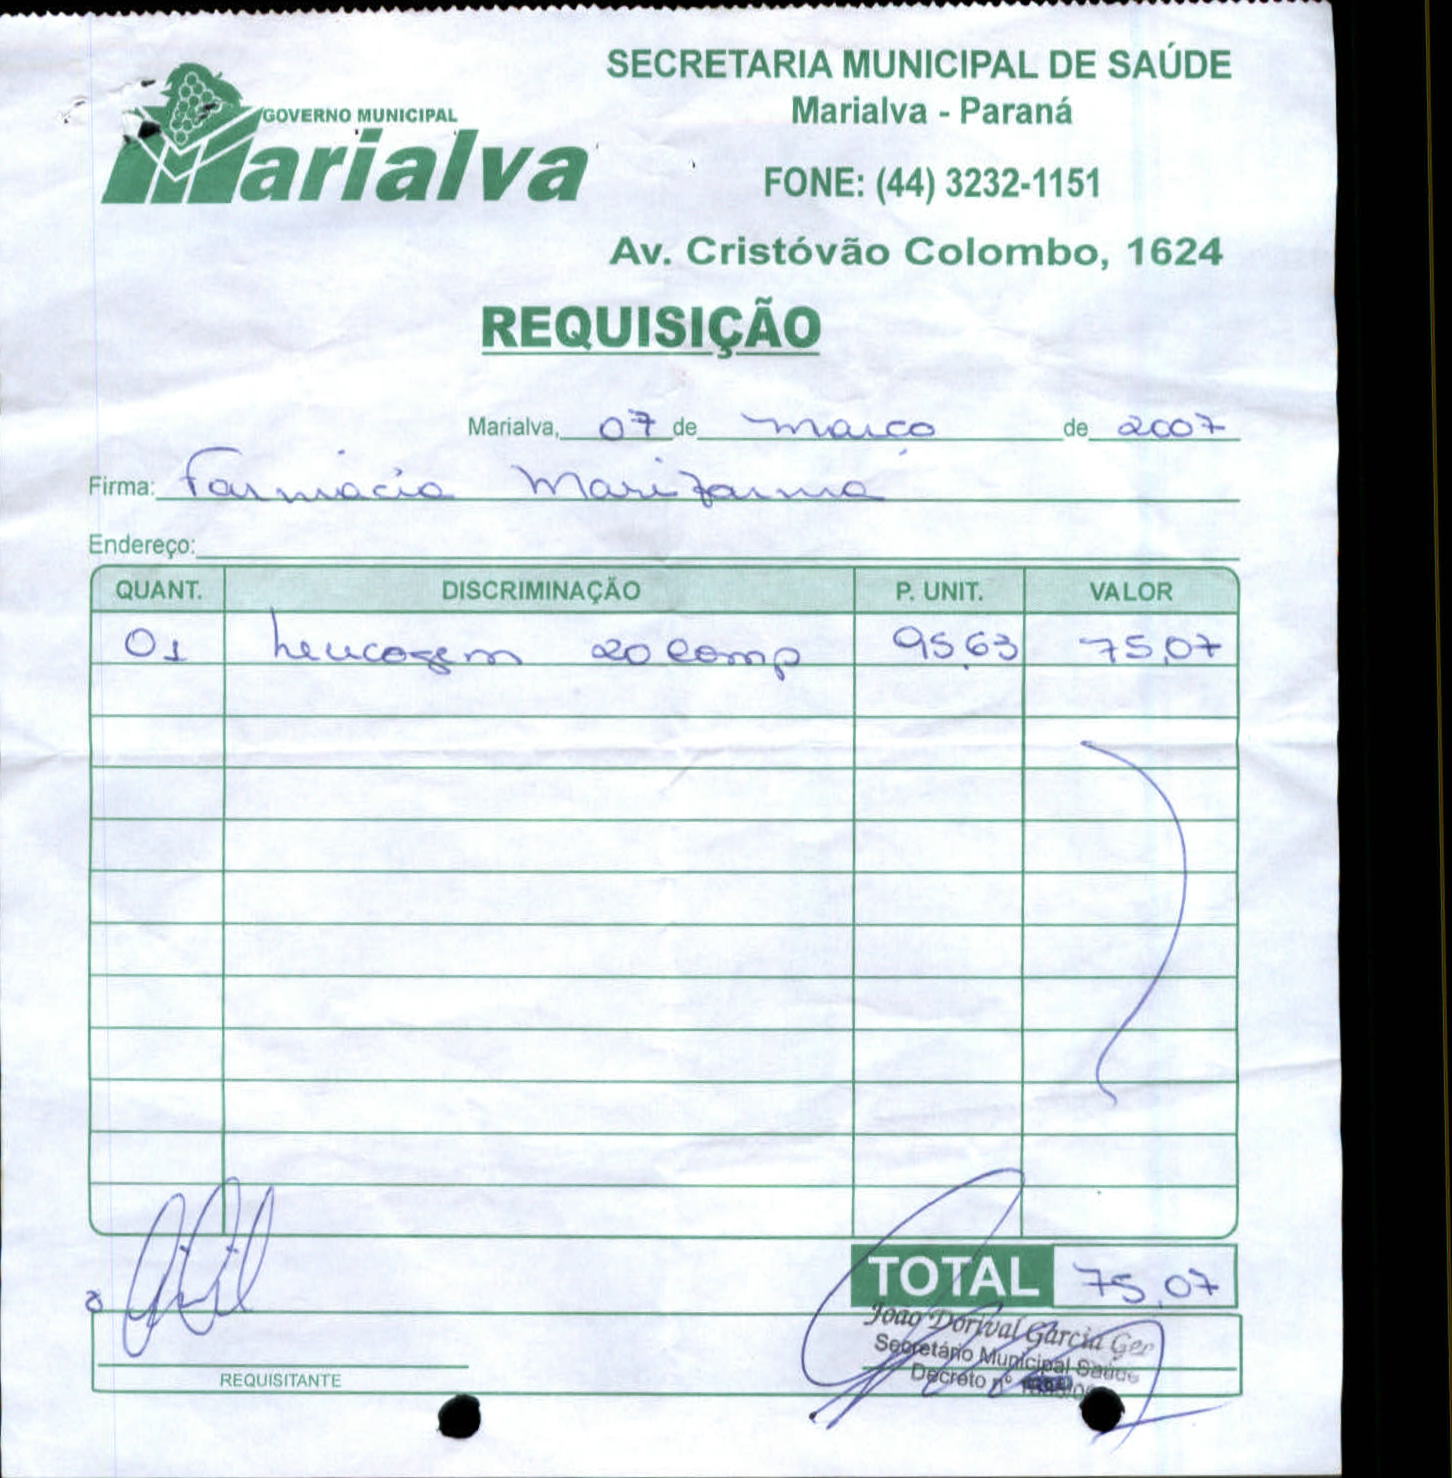 GOVERNO MUNICIPAL
Marialva
SECRETARIA MUNICIPAL DE SAÚDE
Marialva - Paraná
FONE: (44) 3232-1151
Av. Cristóvão Colombo, 1624
REQUISIÇÃO
Marialva, 07 de março de 2007
Firma: Farmácia Marifarma
Endereço:
QUANT. DISCRIMINAÇÃO P. UNIT. VALOR
01 Leucogem 20 comp 95,63 75,07
TOTAL 75,07
João Dorival Garcia
Secretário Municipal Saúde
Decreto nº
REQUISITANTE